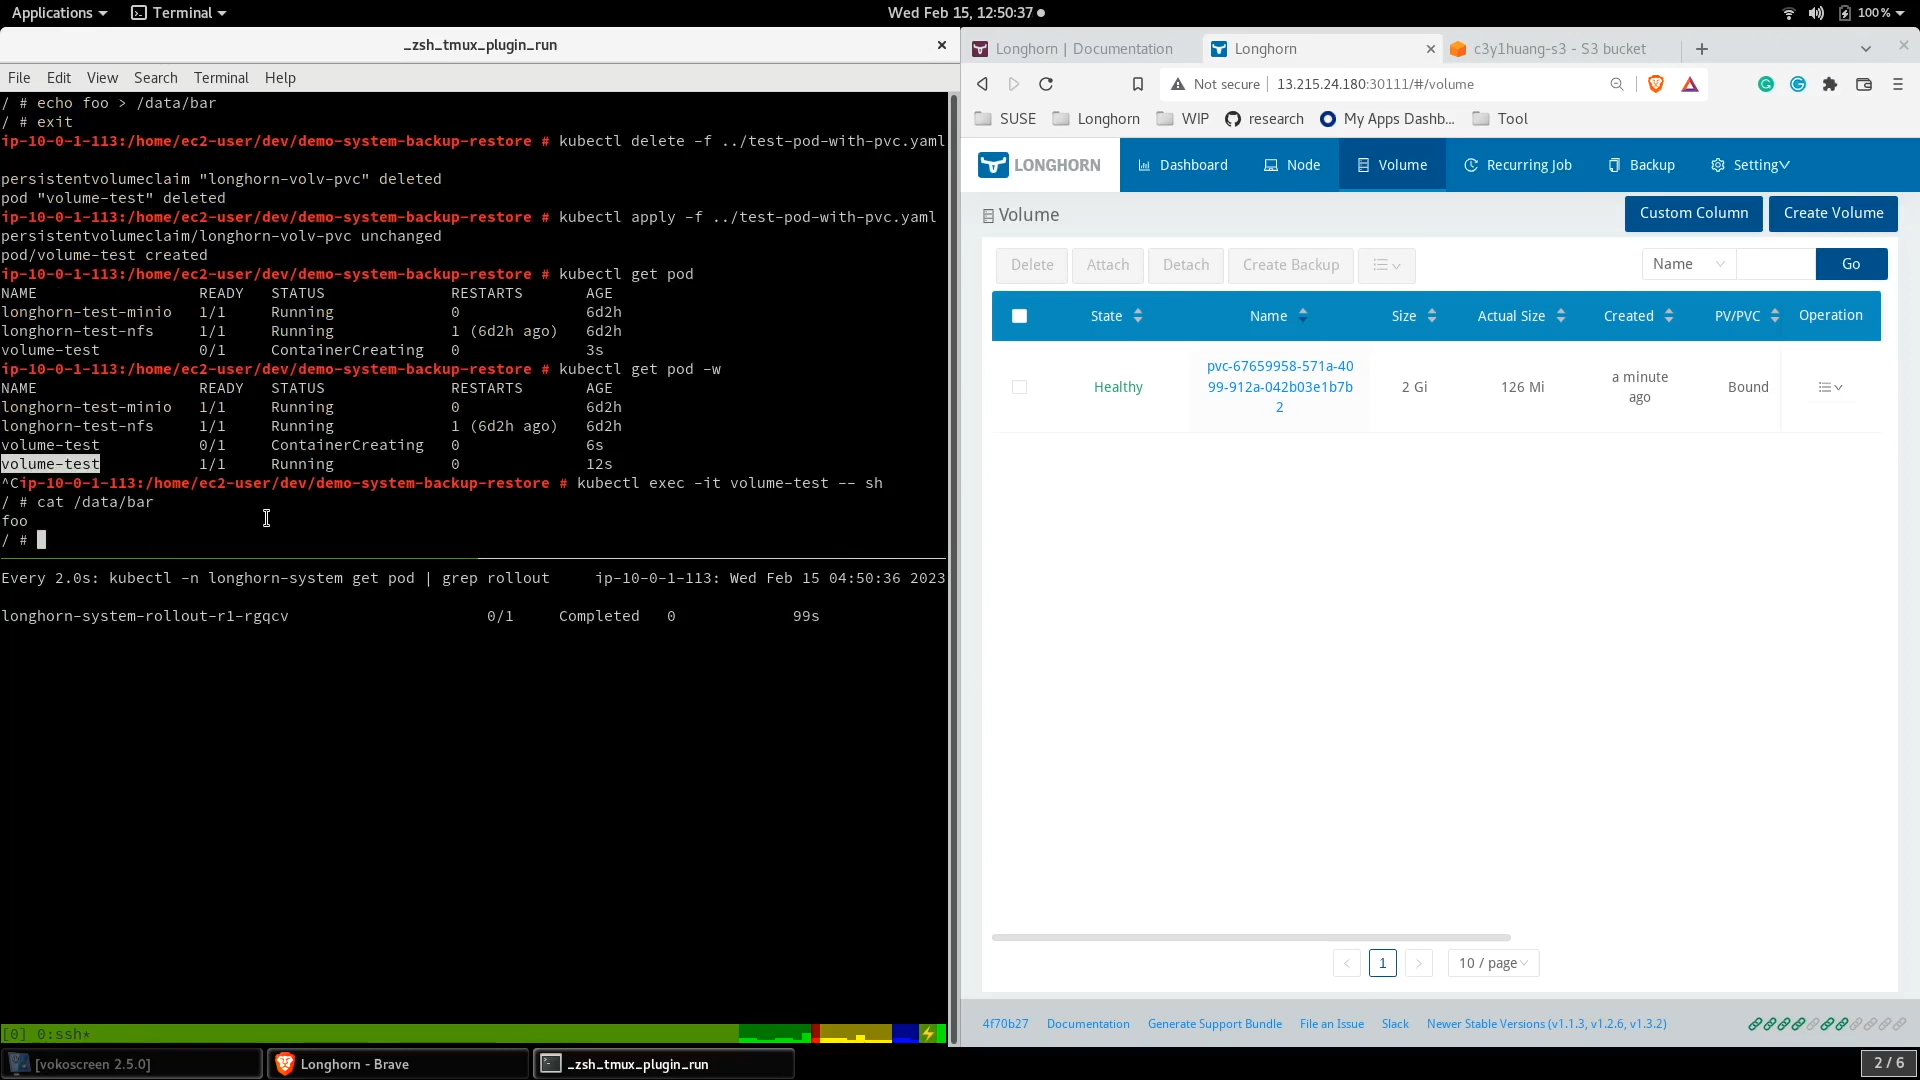 Applications
Terminal
Wed Feb 15, 12:50:37
100%
_zsh_tmux_plugin_run
File Edit View Search Terminal Help
/ # echo foo > /data/bar
/ # exit
ip-10-0-1-113:/home/ec2-user/dev/demo-system-backup-restore # kubectl delete -f ../test-pod-with-pvc.yaml
persistentvolumeclaim "longhorn-volv-pvc" deleted
pod "volume-test" deleted
ip-10-0-1-113:/home/ec2-user/dev/demo-system-backup-restore # kubectl apply -f ../test-pod-with-pvc.yaml
persistentvolumeclaim/longhorn-volv-pvc unchanged
pod/volume-test created
ip-10-0-1-113:/home/ec2-user/dev/demo-system-backup-restore # kubectl get pod
NAME READY STATUS RESTARTS AGE
longhorn-test-minio 1/1 Running 0 6d2h
longhorn-test-nfs 1/1 Running 1 (6d2h ago) 6d2h
volume-test 0/1 ContainerCreating 0 3s
ip-10-0-1-113:/home/ec2-user/dev/demo-system-backup-restore # kubectl get pod -w
NAME READY STATUS RESTARTS AGE
longhorn-test-minio 1/1 Running 0 6d2h
longhorn-test-nfs 1/1 Running 1 (6d2h ago) 6d2h
volume-test 0/1 ContainerCreating 0 6s
volume-test 1/1 Running 0 12s
^Cip-10-0-1-113:/home/ec2-user/dev/demo-system-backup-restore # kubectl exec -it volume-test -- sh
/ # cat /data/bar
foo
/ #
Every 2.0s: kubectl -n longhorn-system get pod | grep rollout ip-10-0-1-113: Wed Feb 15 04:50:36 2023
longhorn-system-rollout-r1-rgqcv 0/1 Completed 0 99s
[0] 0:ssh*
Longhorn | Documentation
Longhorn
c3y1huang-s3 - S3 bucket
Not secure
13.215.24.180:30111/#/volume
SUSE Longhorn WIP research My Apps Dashb... Tool
LONGHORN
Dashboard
Node
Volume
Recurring Job
Backup
Setting
Volume
Custom Column
Create Volume
Delete
Attach
Detach
Create Backup
Name
Go
State Name Size Actual Size Created PV/PVC Operation
Healthy
pvc-67659958-571a-40
99-912a-042b03e1b7b
2
2 Gi
126 Mi
a minute
ago
Bound
1
10 / page
4f70b27 Documentation Generate Support Bundle File an Issue Slack Newer Stable Versions (v1.1.3, v1.2.6, v1.3.2)
[vokoscreen 2.5.0]
Longhorn - Brave
_zsh_tmux_plugin_run
2 / 6